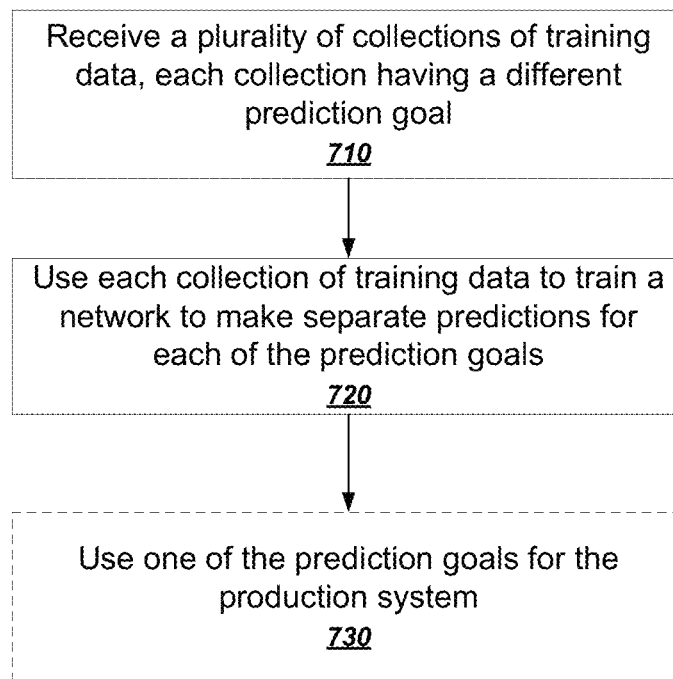 Receive a plurality of collections of training
data, each collection having a different
prediction goal
710
Use each collection of training data to train a
network to make separate predictions for
each of the prediction goals
720
Use one of the prediction goals for the
production system
730